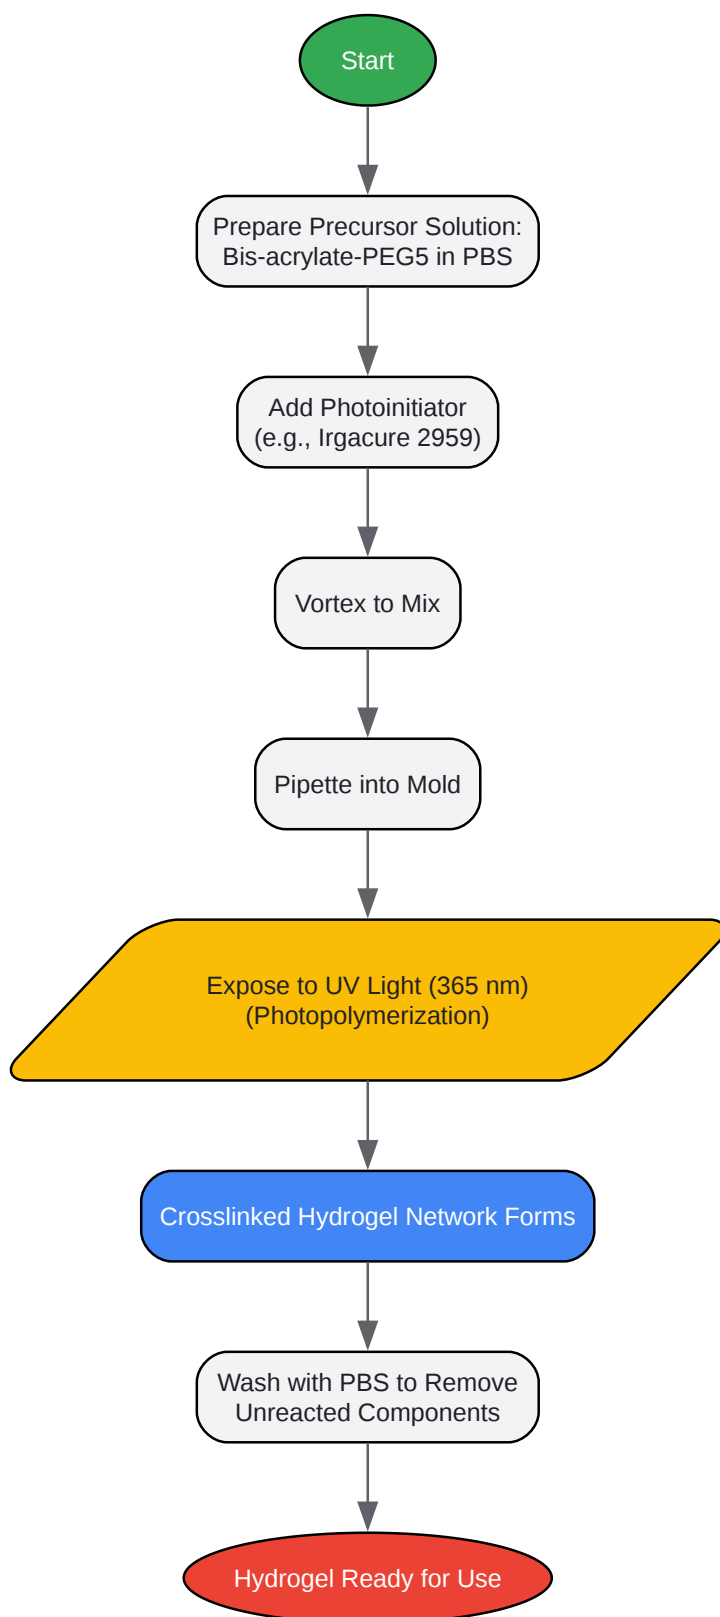 Start
Prepare Precursor Solution:
Bis-acrylate-PEG5 in PBS
Add Photoinitiator
(e.g., Irgacure 2959)
Vortex to Mix
Pipette into Mold
Expose to UV Light (365 nm)
(Photopolymerization)
Crosslinked Hydrogel Network Forms
Wash with PBS to Remove
Unreacted Components
Hydrogel Ready for Use